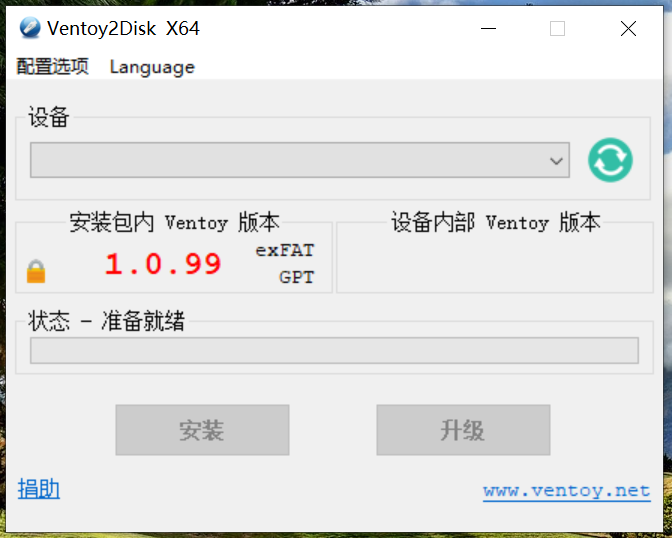 Ventoy2Disk X64
配置选项 Language
设备
安装包内 Ventoy 版本 设备内部 Ventoy 版本
1.0.99
exFAT
GPT
状态 - 准备就绪
安装 升级
捐助 www.ventoy.net